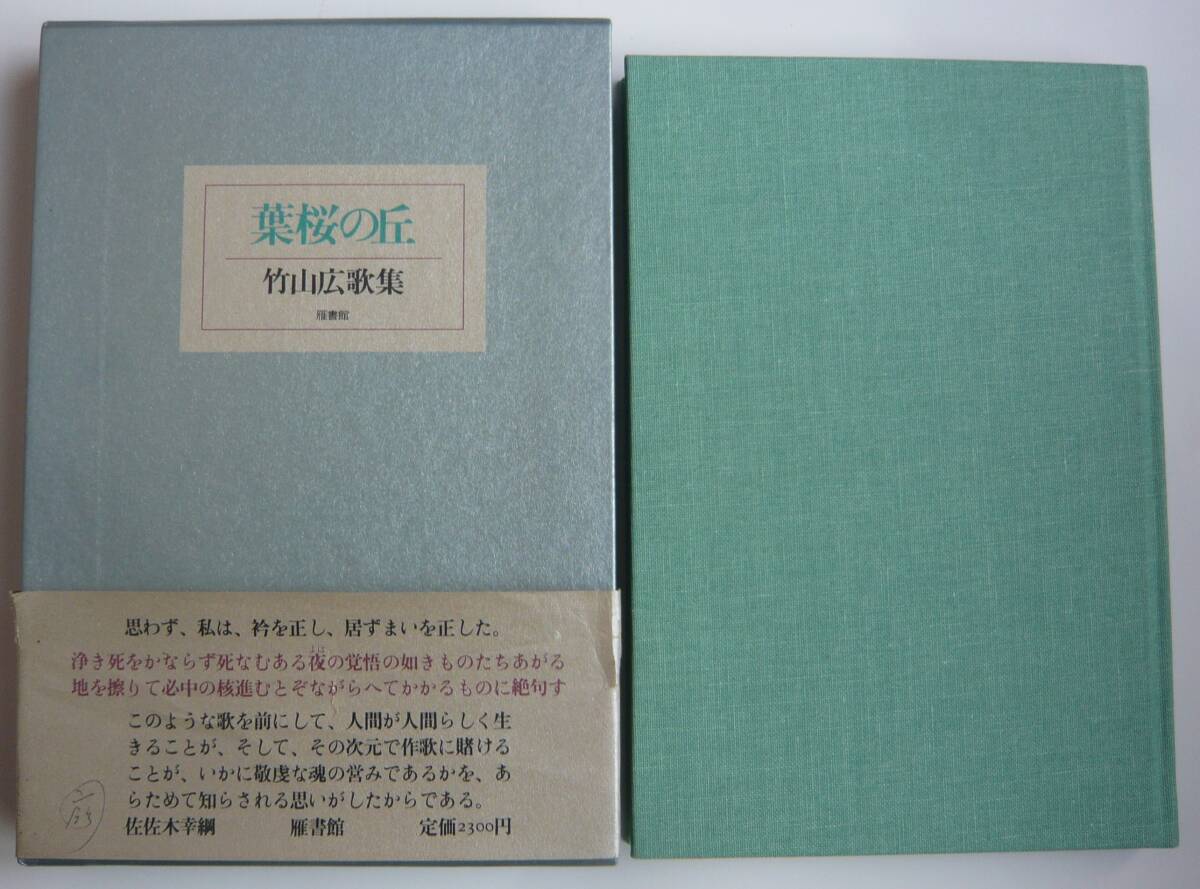 葉桜の丘
竹山広歌集
雁書館
思わず、私は、衿を正し、居ずまいを正した。
浄き死をかならず死なむある夜の覚悟の如きものたちあがる
地を擦りて必中の核進むとぞながらへてかかるものに絶句す
このような歌を前にして、人間が人間らしく生
きることが、そして、その次元で作歌に賭ける
ことが、いかに敬虔な魂の営みであるかを、あ
らためて知らされる思いがしたからである。
佐佐木幸綱 雁書館 定価2300円